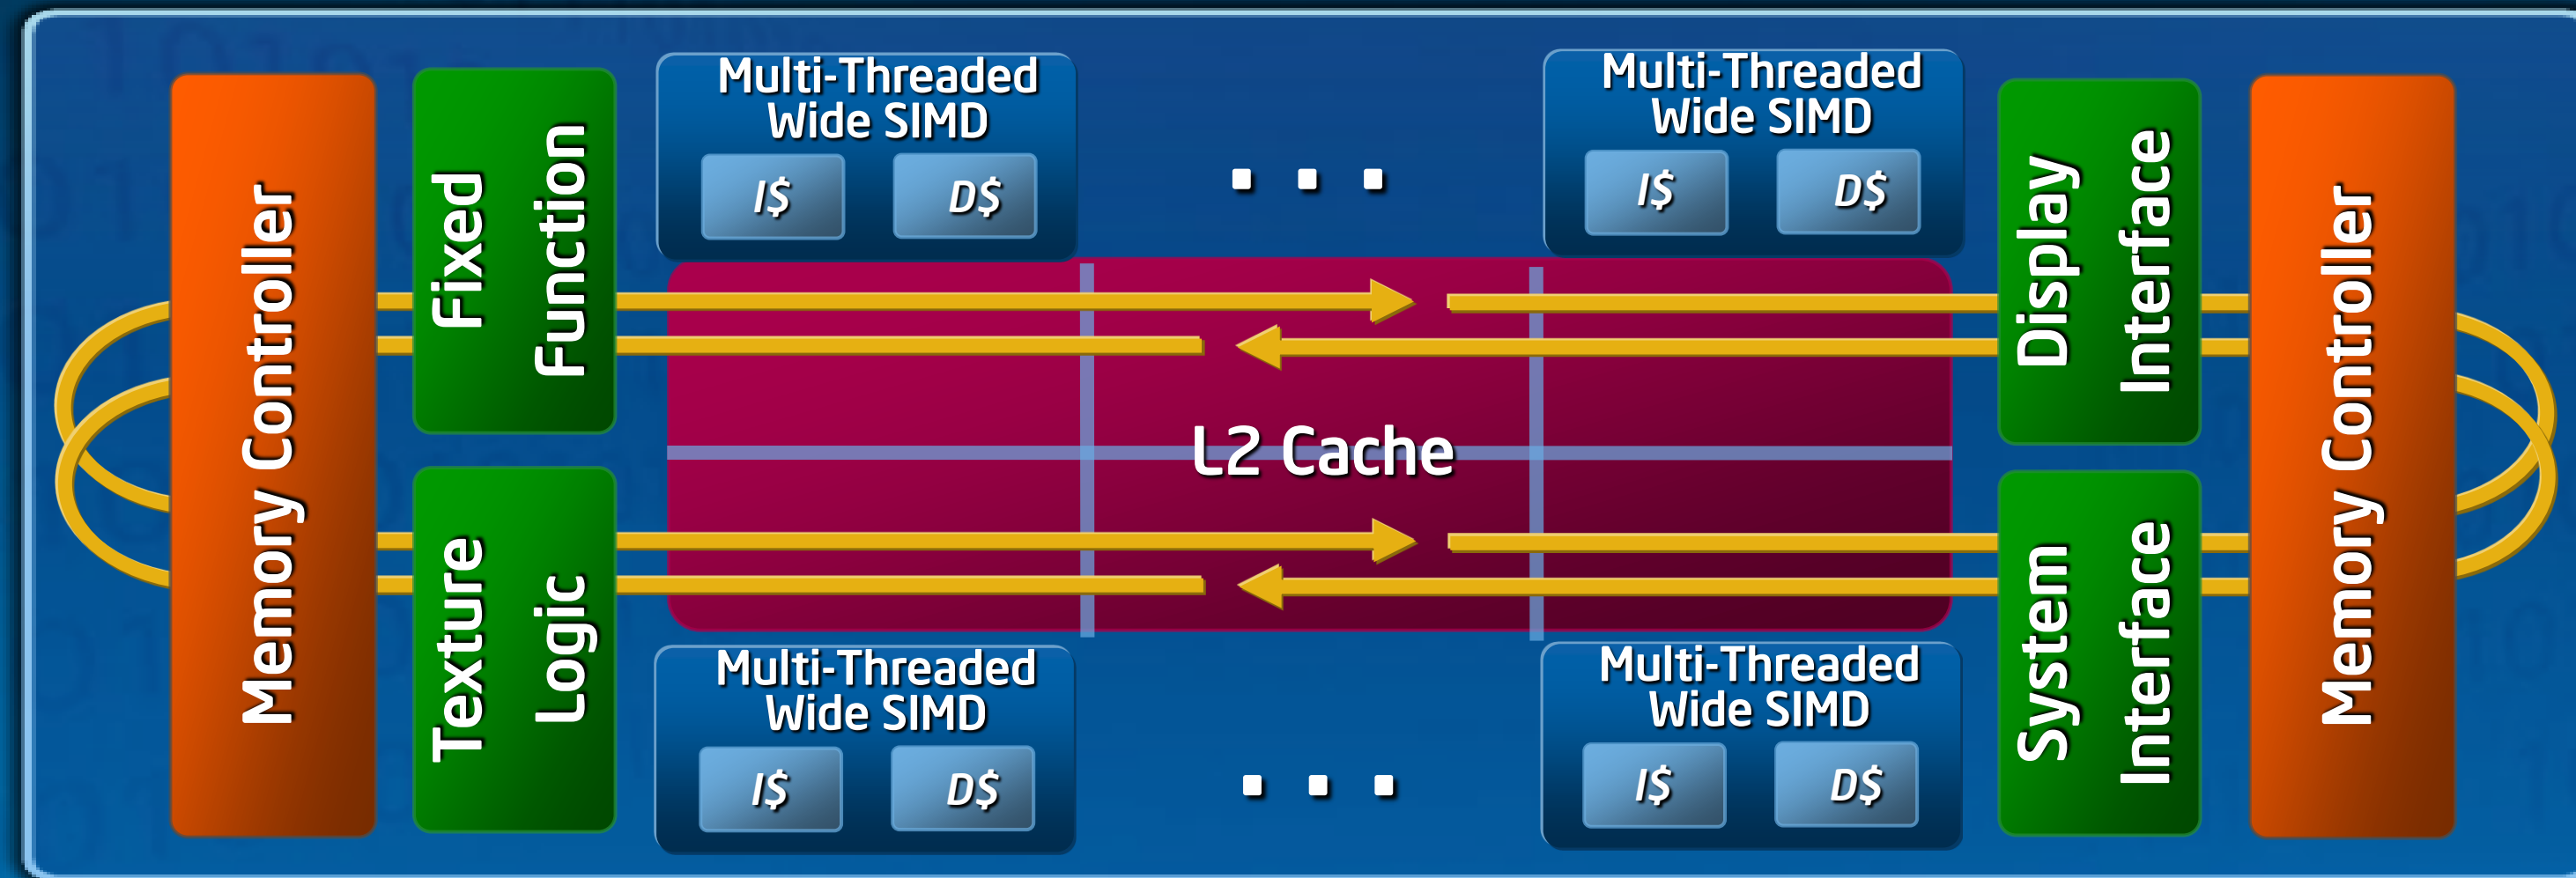 Memory Controller
Fixed
Function
Texture
Logic
Multi-Threaded
Wide SIMD
I$ D$
. . .
Multi-Threaded
Wide SIMD
I$ D$
L2 Cache
Multi-Threaded
Wide SIMD
I$ D$
. . .
Multi-Threaded
Wide SIMD
I$ D$
Display
Interface
System
Interface
Memory Controller